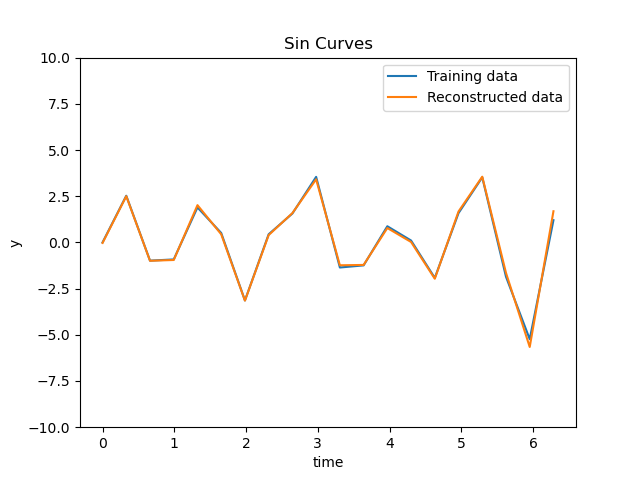 Sin Curves
Training data
Reconstructed data
10.0
7.5
5.0
2.5
0.0
−2.5
−5.0
−7.5
−10.0
y
0 1 2 3 4 5 6
time